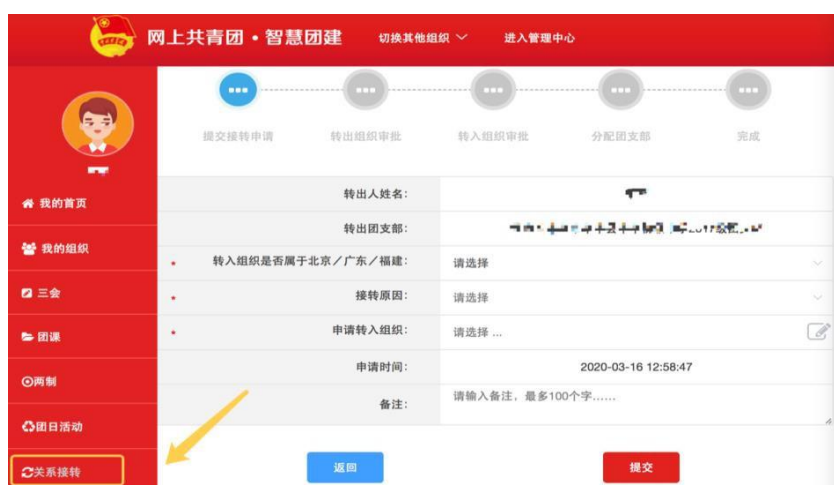 网上共青团·智慧团建 切换其他组织 进入管理中心
提交接转申请 转出组织审批 转入组织审批 分配团支部 完成
转出人姓名：
我的首页
转出团支部：
我的组织
* 转入组织是否属于北京／广东／福建： 请选择
三会
* 接转原因： 请选择
团课
* 申请转入组织： 请选择 ...
申请时间： 2020-03-16 12:58:47
两制
备注： 请输入备注，最多100个字……
团日活动
关系接转
返回 提交